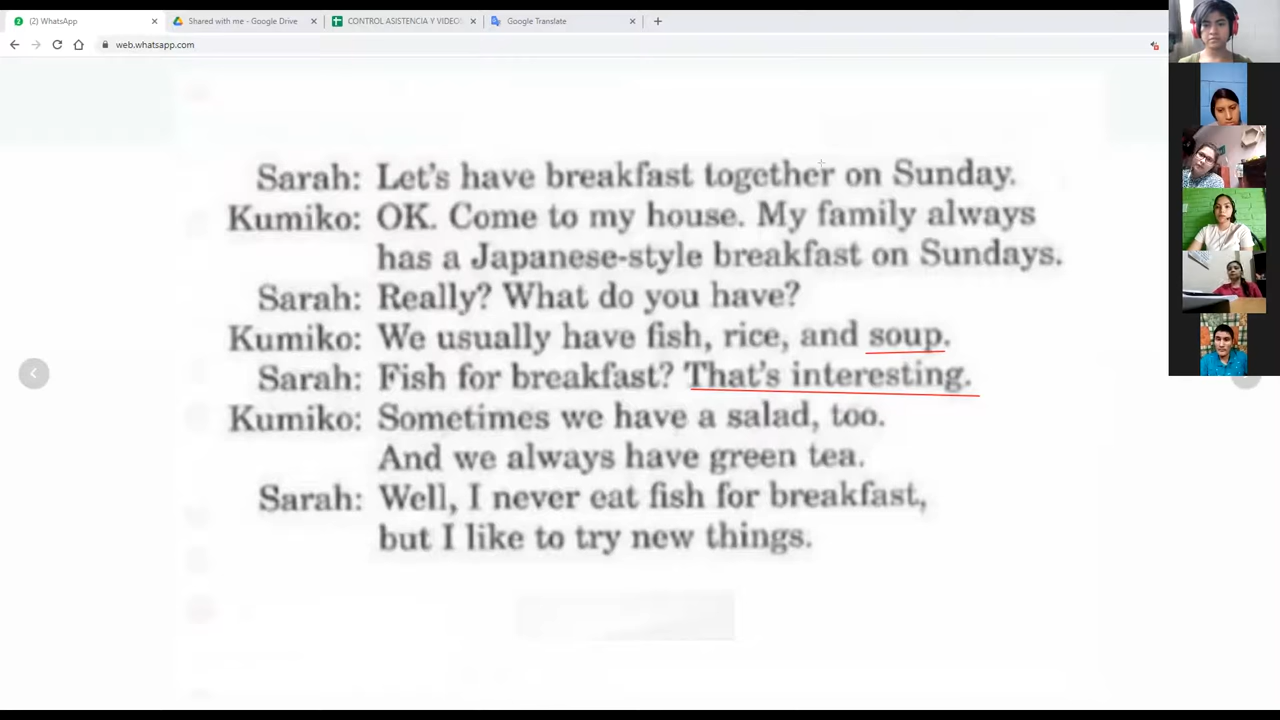 (2) WhatsApp
Shared with me - Google Drive
CONTROL ASISTENCIA Y VIDEO
Google Translate
web.whatsapp.com
Sarah: Let's have breakfast together on Sunday.
Kumiko: OK. Come to my house. My family always
has a Japanese-style breakfast on Sundays.
Sarah: Really? What do you have?
Kumiko: We usually have fish, rice, and soup.
Sarah: Fish for breakfast? That's interesting.
Kumiko: Sometimes we have a salad, too.
And we always have green tea.
Sarah: Well, I never eat fish for breakfast,
but I like to try new things.